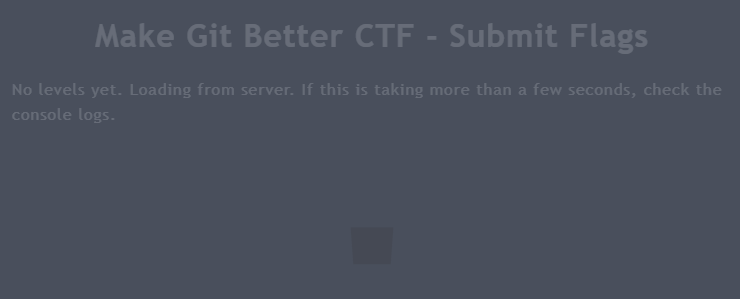 Make Git Better CTF - Submit Flags
No levels yet. Loading from server. If this is taking more than a few seconds, check the
console logs.